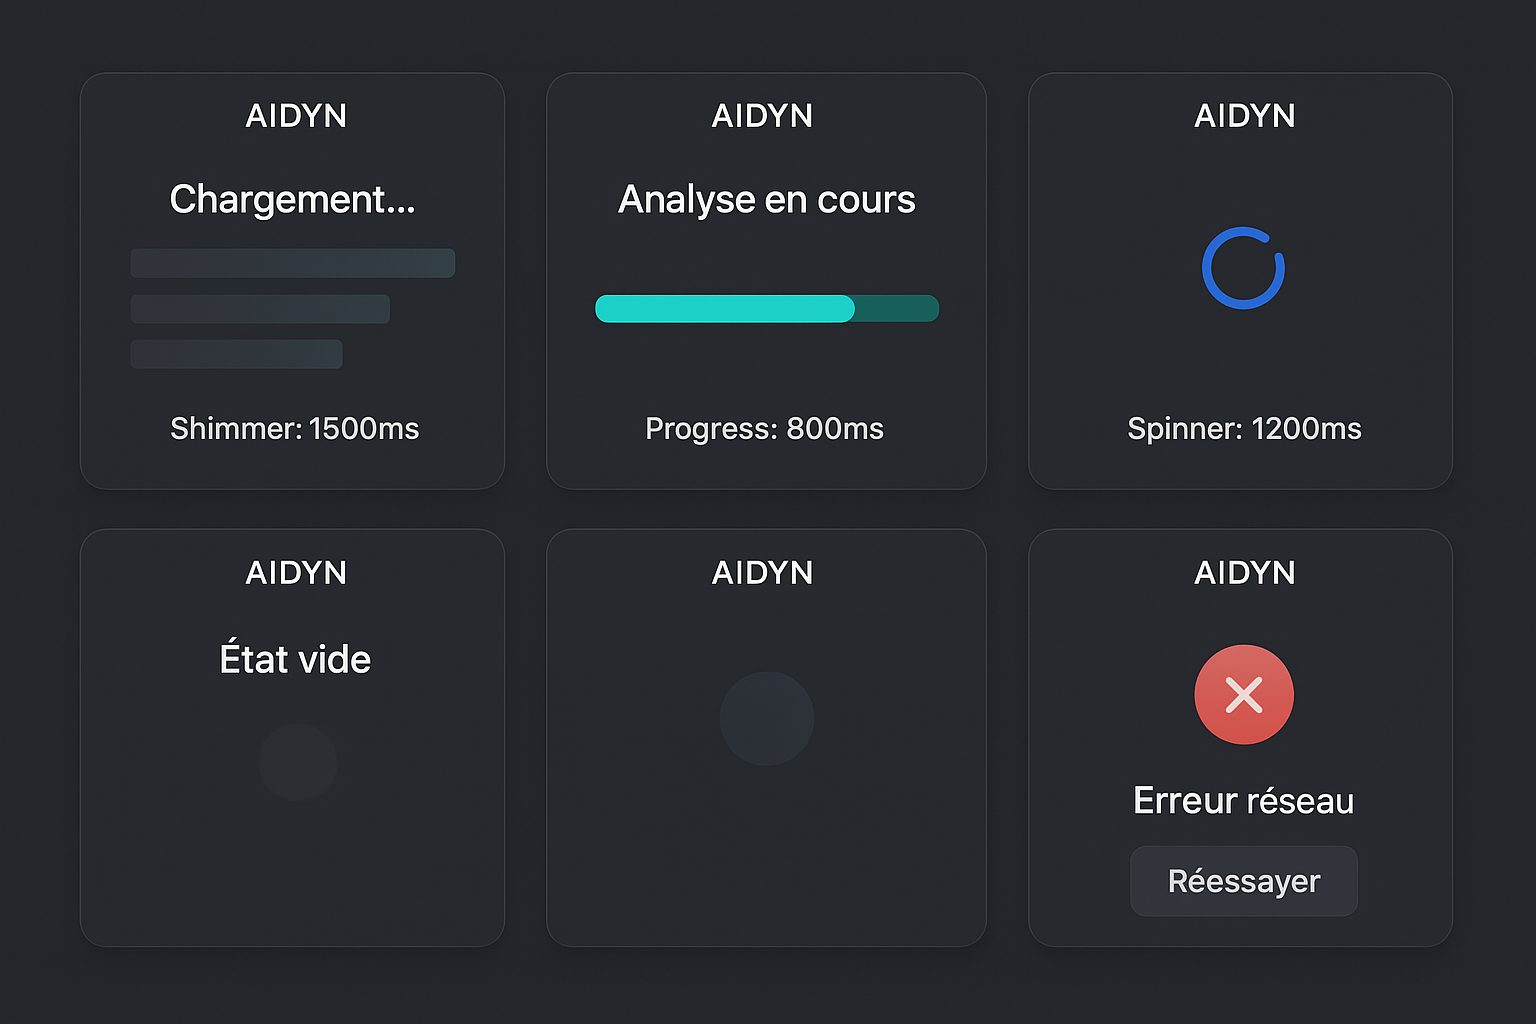 AIDYN
Chargement...
Shimmer: 1500ms
AIDYN
Analyse en cours
Progress: 800ms
AIDYN
Spinner: 1200ms
AIDYN
État vide
AIDYN
AIDYN
Erreur réseau
Réessayer